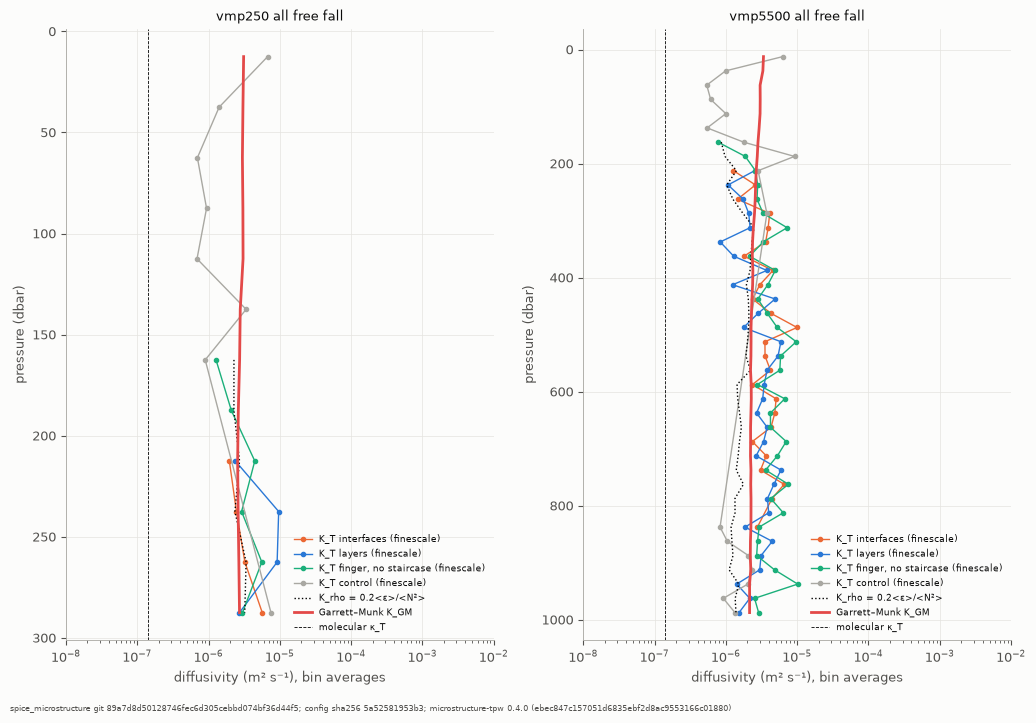 vmp250 all free fall
0
50
100
150
200
250
300
pressure (dbar)
K_T interfaces (finescale)
K_T layers (finescale)
K_T finger, no staircase (finescale)
K_T control (finescale)
K_rho = 0.2<ε>/<N²>
Garrett–Munk K_GM
molecular κ_T
10⁻⁸ 10⁻⁷ 10⁻⁶ 10⁻⁵ 10⁻⁴ 10⁻³ 10⁻²
diffusivity (m² s⁻¹), bin averages
vmp5500 all free fall
0
200
400
600
800
1000
pressure (dbar)
K_T interfaces (finescale)
K_T layers (finescale)
K_T finger, no staircase (finescale)
K_T control (finescale)
K_rho = 0.2<ε>/<N²>
Garrett–Munk K_GM
molecular κ_T
10⁻⁸ 10⁻⁷ 10⁻⁶ 10⁻⁵ 10⁻⁴ 10⁻³ 10⁻²
diffusivity (m² s⁻¹), bin averages
spice_microstructure git 89a7d8d50128746fec6d305cebbd074bf36d44f5; config sha256 5a52581953b3; microstructure-tpw 0.4.0 (ebec847c157051d6835ebf2d8ac9553166c01880)